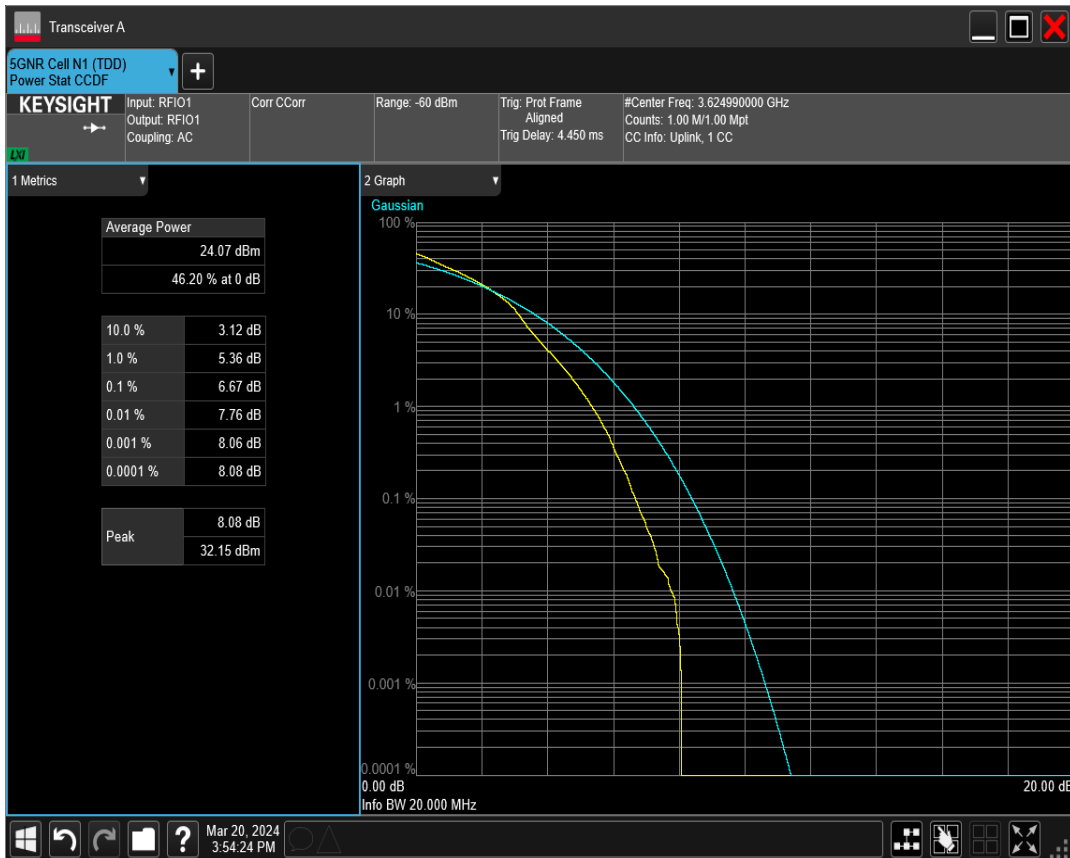 Transceiver A
5GNR Cell N1 (TDD)
Power Stat CCDF
KEYSIGHT
LXI
Input: RFIO1
Output: RFIO1
Coupling: AC
Corr CCorr
Range: -60 dBm
Trig: Prot Frame
Aligned
Trig Delay: 4.450 ms
#Center Freq: 3.624990000 GHz
Counts: 1.00 M/1.00 Mpt
CC Info: Uplink, 1 CC
1 Metrics
Average Power
24.07 dBm
46.20 % at 0 dB
10.0 % 3.12 dB
1.0 % 5.36 dB
0.1 % 6.67 dB
0.01 % 7.76 dB
0.001 % 8.06 dB
0.0001 % 8.08 dB
Peak
8.08 dB
32.15 dBm
2 Graph
Gaussian
100 %
10 %
1 %
0.1 %
0.01 %
0.001 %
0.0001 %
0.00 dB
20.00 dB
Info BW 20.000 MHz
?
Mar 20, 2024
3:54:24 PM